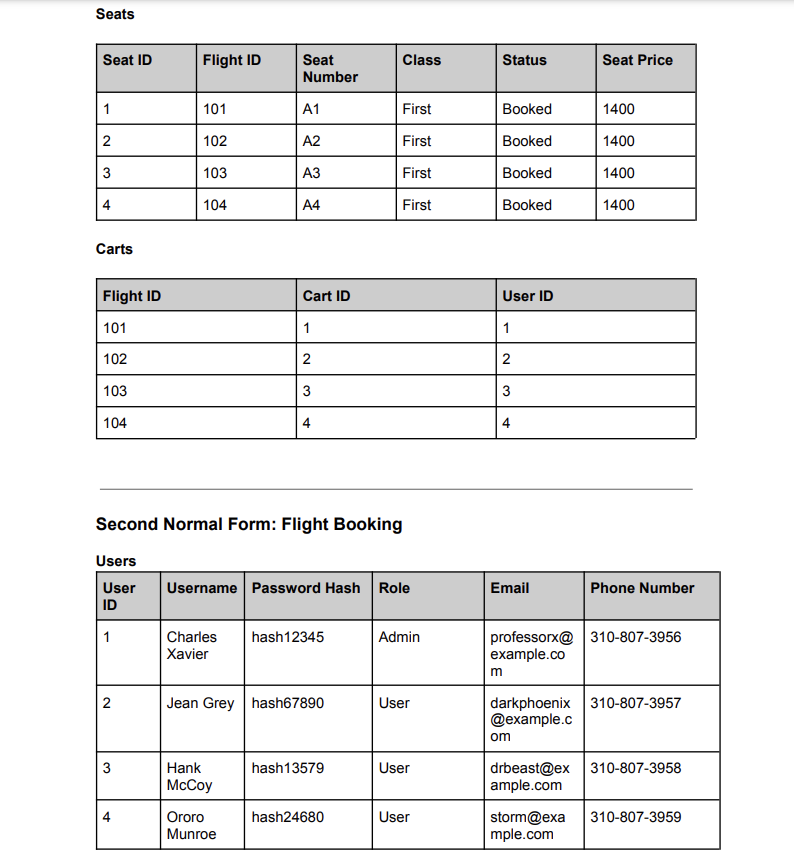 Seats
Seat ID Flight ID Seat Number Class Status Seat Price
1 101 A1 First Booked 1400
2 102 A2 First Booked 1400
3 103 A3 First Booked 1400
4 104 A4 First Booked 1400
Carts
Flight ID Cart ID User ID
101 1 1
102 2 2
103 3 3
104 4 4
Second Normal Form: Flight Booking
Users
User ID Username Password Hash Role Email Phone Number
1 Charles Xavier hash12345 Admin professorx@example.com 310-807-3956
2 Jean Grey hash67890 User darkphoenix@example.com 310-807-3957
3 Hank McCoy hash13579 User drbeast@example.com 310-807-3958
4 Ororo Munroe hash24680 User storm@example.com 310-807-3959